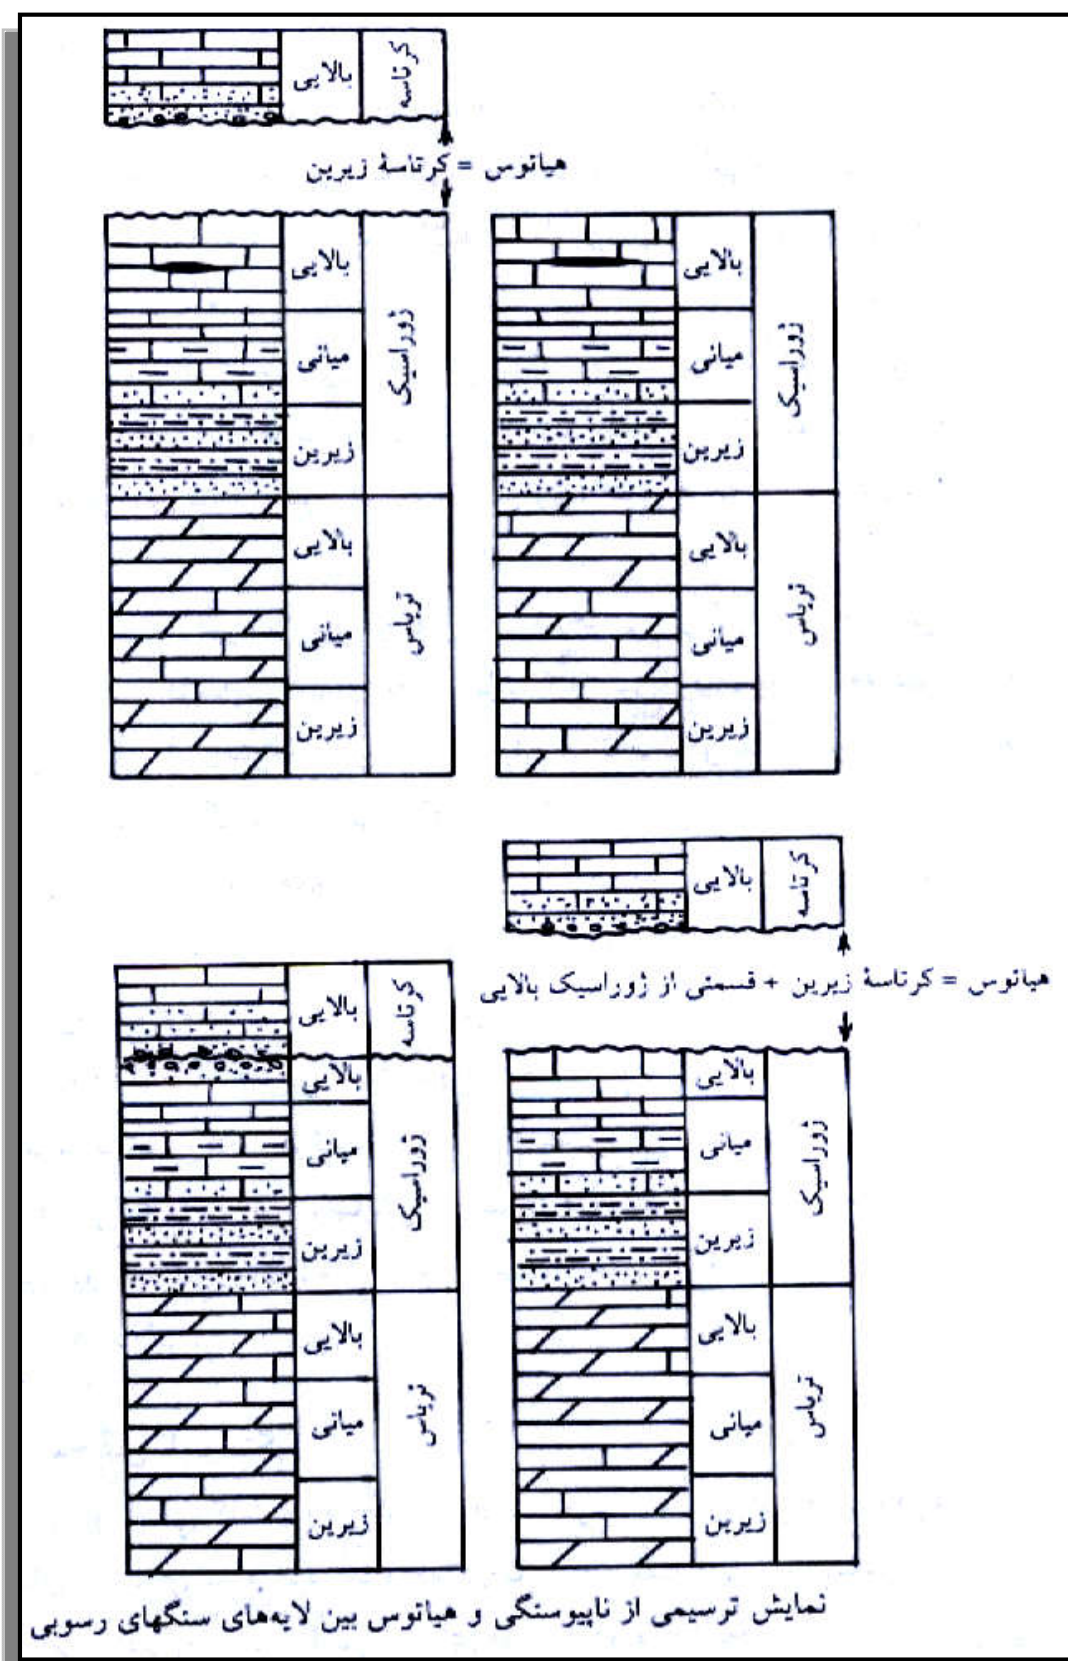 بالایی
کرتاسه
هیاتوس = کرتاسهٔ زیرین
بالایی
میانی
زیرین
ژوراسیک
بالایی
میانی
زیرین
تریاس
بالایی
میانی
زیرین
ژوراسیک
بالایی
میانی
زیرین
تریاس
بالایی
کرتاسه
هیاتوس = کرتاسهٔ زیرین + قسمتی از ژوراسیک بالایی
بالایی
میانی
زیرین
ژوراسیک
بالایی
میانی
زیرین
تریاس
بالایی
کرتاسه
بالایی
میانی
زیرین
ژوراسیک
بالایی
میانی
زیرین
تریاس
نمایش ترسیمی از ناپیوستگی و هیاتوس بین لایه‌های سنگهای رسوبی